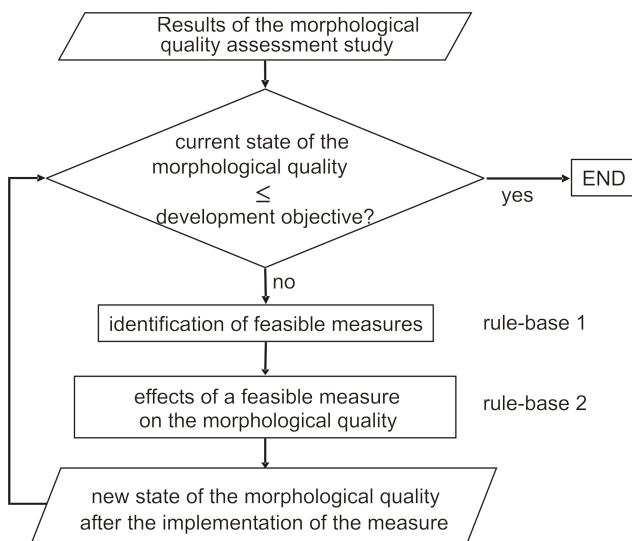 Results of the morphological
quality assessment study
current state of the
morphological quality
≤
development objective?
yes
END
no
identification of feasible measures
rule-base 1
effects of a feasible measure
on the morphological quality
rule-base 2
new state of the morphological quality
after the implementation of the measure